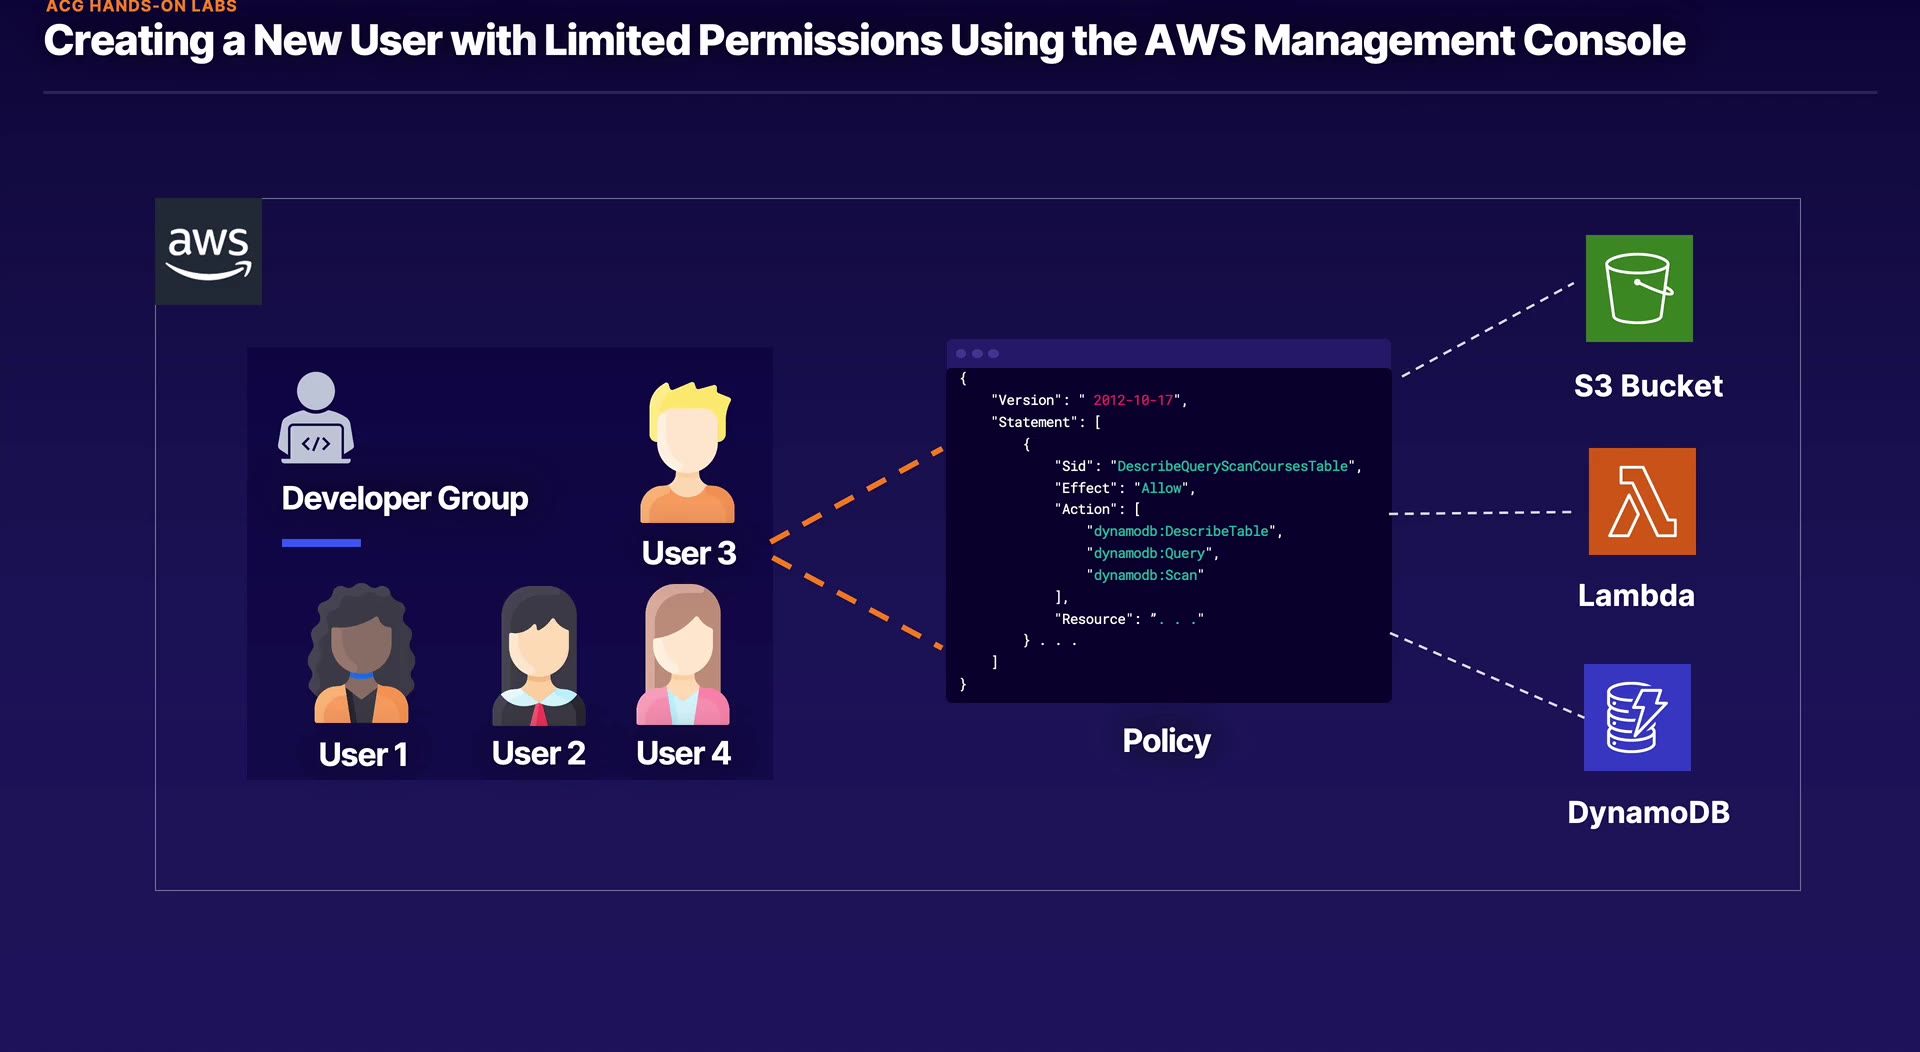 ACG HANDS-ON LABS
Creating a New User with Limited Permissions Using the AWS Management Console
aws
</>
Developer Group
User 3
User 1
User 2
User 4
{
"Version": " 2012-10-17",
"Statement": [
{
"Sid": "DescribeQueryScanCoursesTable",
"Effect": "Allow",
"Action": [
"dynamodb:DescribeTable",
"dynamodb:Query",
"dynamodb:Scan"
],
"Resource": ”. . ."
} . . .
]
}
Policy
S3 Bucket
Lambda
DynamoDB